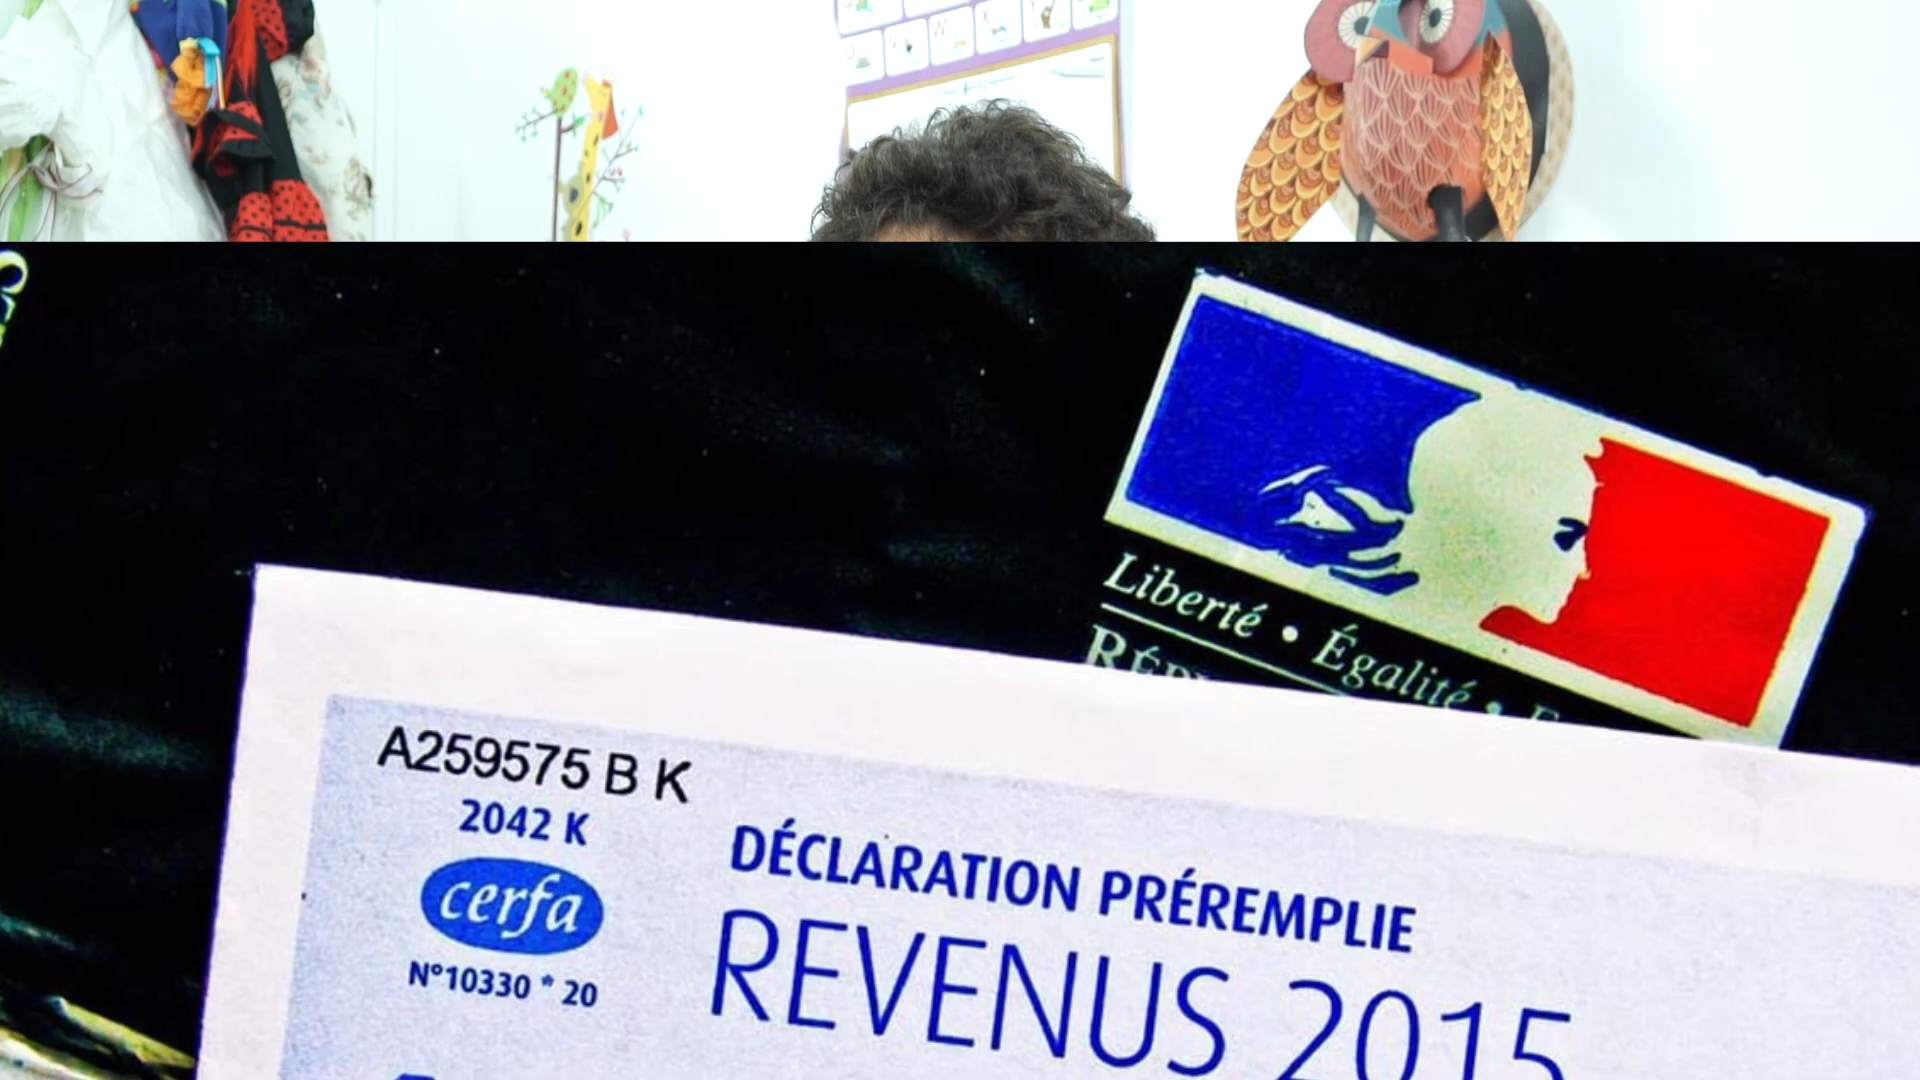 Liberté • Égalité •
A259575 B K
2042 K
cerfa
N°10330 * 20
DÉCLARATION PRÉREMPLIE
REVENUS 2015